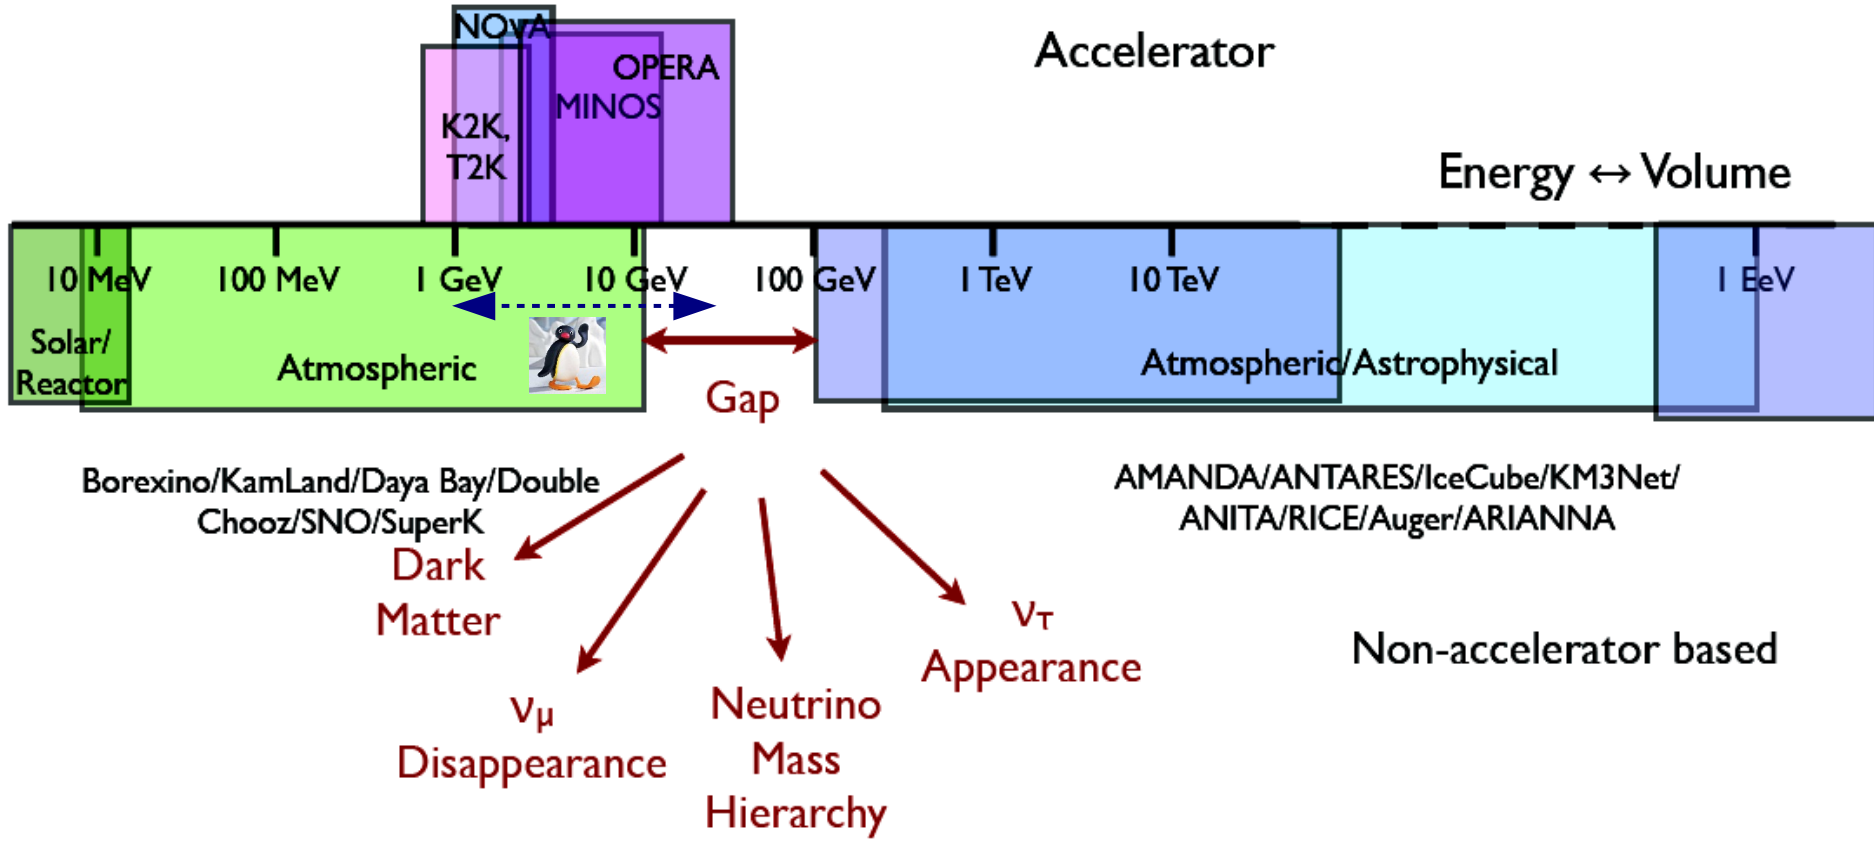 NOνA
Accelerator
OPERA
MINOS
K2K,
T2K
Energy ↔ Volume
10 MeV
100 MeV
1 GeV
10 GeV
100 GeV
1 TeV
10 TeV
1 EeV
Solar/
Reactor
Atmospheric
Atmospheric/Astrophysical
Gap
Borexino/KamLand/Daya Bay/Double
Chooz/SNO/SuperK
AMANDA/ANTARES/IceCube/KM3Net/
ANITA/RICE/Auger/ARIANNA
Dark
Matter
νμ
Disappearance
Neutrino
Mass
Hierarchy
ντ
Appearance
Non-accelerator based